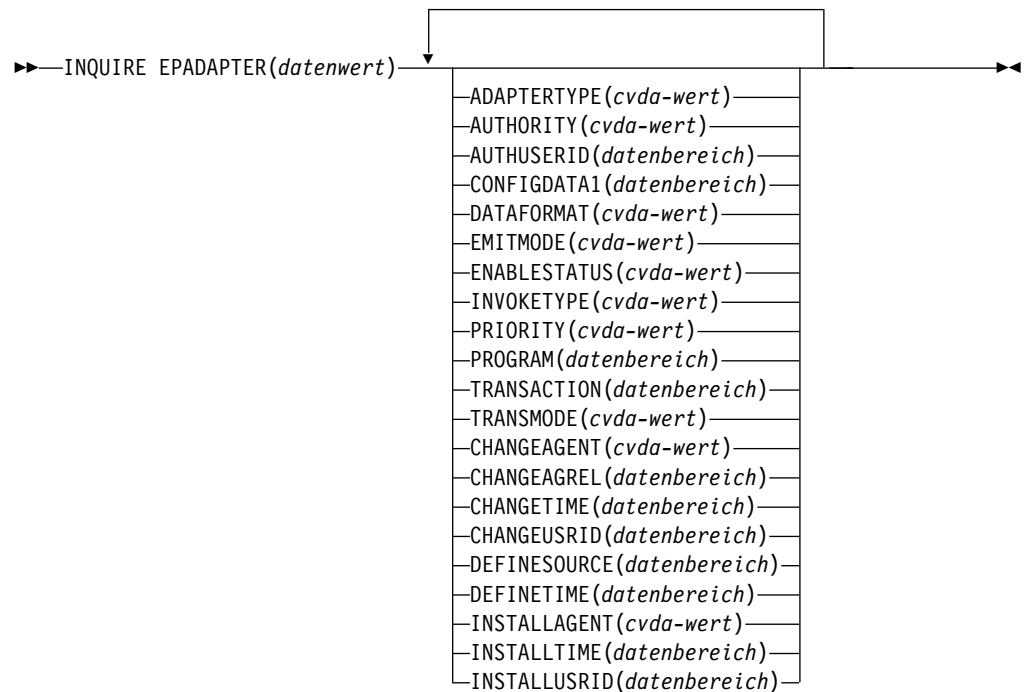 INQUIRE EPADAPTER(datenwert)
ADAPTERTYPE(cvda-wert)
AUTHORITY(cvda-wert)
AUTHUSERID(datenbereich)
CONFIGDATA1(datenbereich)
DATAFORMAT(cvda-wert)
EMITMODE(cvda-wert)
ENABLESTATUS(cvda-wert)
INVOKETYPE(cvda-wert)
PRIORITY(cvda-wert)
PROGRAM(datenbereich)
TRANSACTION(datenbereich)
TRANSMODE(cvda-wert)
CHANGEAGENT(cvda-wert)
CHANGEAGREL(datenbereich)
CHANGETIME(datenbereich)
CHANGEUSRID(datenbereich)
DEFINESOURCE(datenbereich)
DEFINETIME(datenbereich)
INSTALLAGENT(cvda-wert)
INSTALLTIME(datenbereich)
INSTALLUSRID(datenbereich)